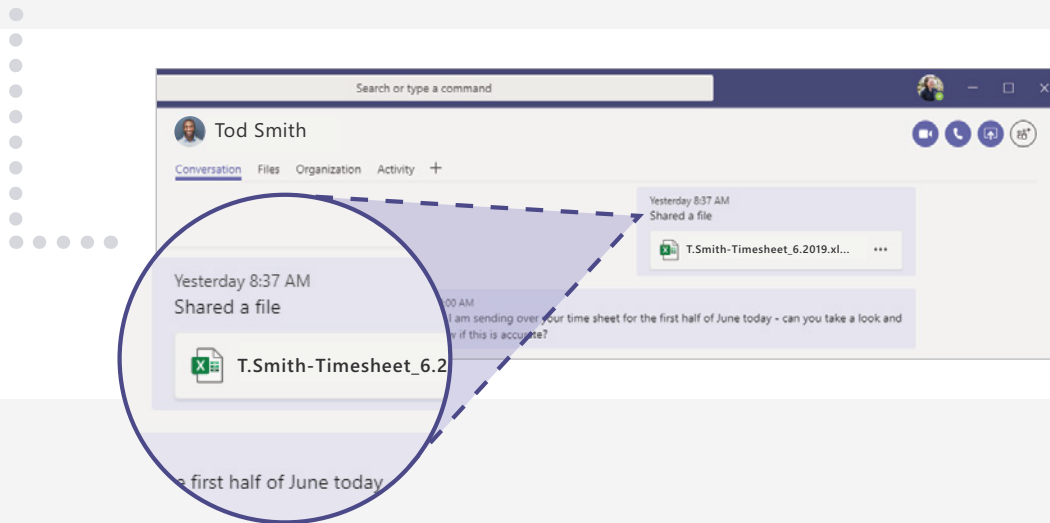 Search or type a command
Tod Smith
Conversation Files Organization Activity
Yesterday 8:37 AM
Shared a file
T.Smith-Timesheet_6.2019.xl...
:00 AM
I am sending over your time sheet for the first half of June today - can you take a look and
if this is accurate?
Yesterday 8:37 AM
Shared a file
T.Smith-Timesheet_6.2
first half of June today